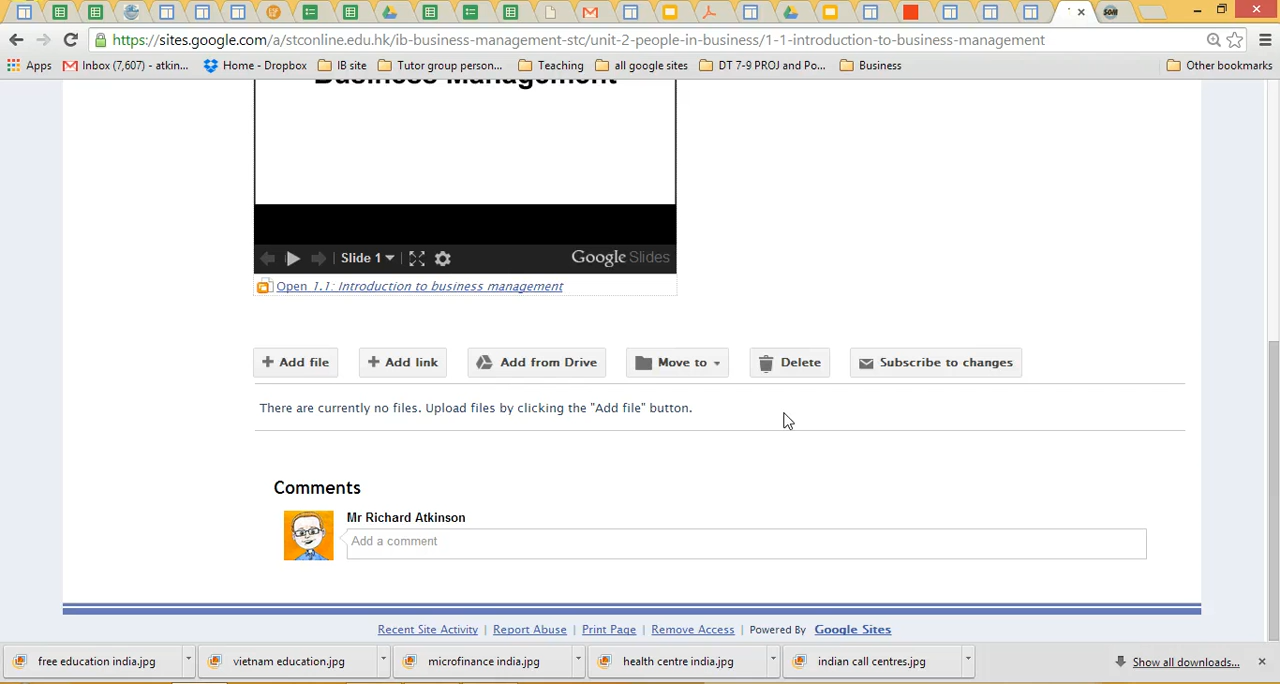 https://sites.google.com/a/stconline.edu.hk/ib-business-management-stc/unit-2-people-in-business/1-1-introduction-to-business-management
Apps Inbox (7,607) - atkin... Home - Dropbox IB site Tutor group person... Teaching all google sites DT 7-9 PROJ and Po... Business Other bookmarks
Business Management
Slide 1 Google Slides
Open 1.1: Introduction to business management
Add file Add link Add from Drive Move to Delete Subscribe to changes
There are currently no files. Upload files by clicking the "Add file" button.
Comments
Mr Richard Atkinson
Add a comment
Recent Site Activity | Report Abuse | Print Page | Remove Access | Powered By Google Sites
free education india.jpg vietnam education.jpg microfinance india.jpg health centre india.jpg indian call centres.jpg Show all downloads...